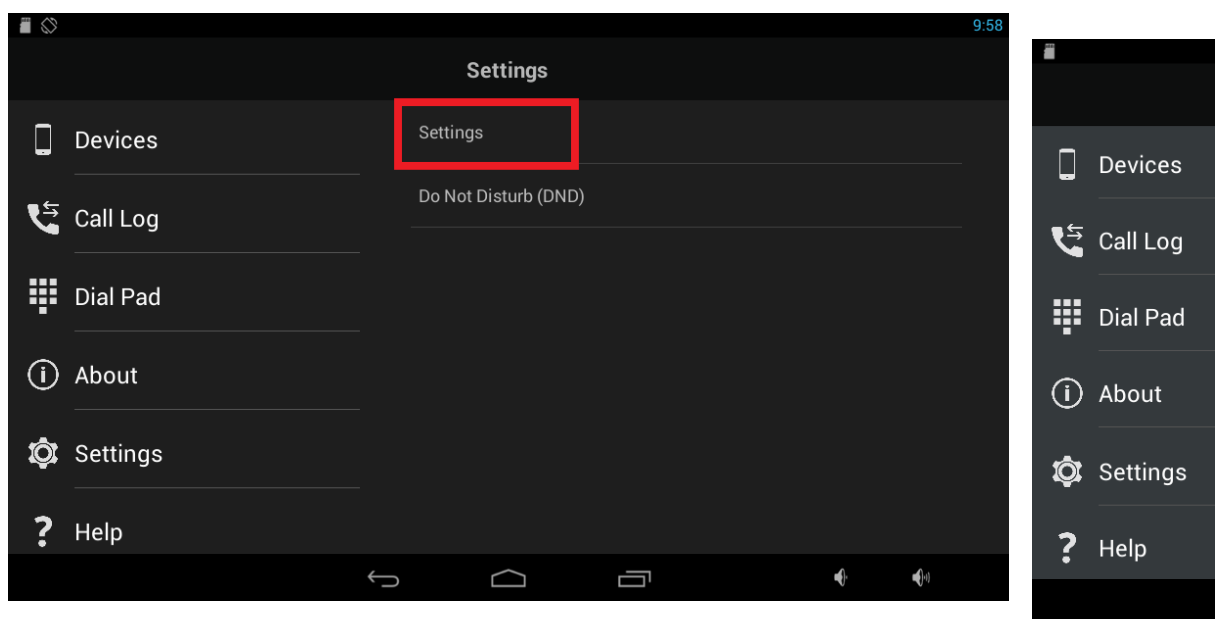 9:58
Settings
Devices
Settings
Call Log
Do Not Disturb (DND)
Dial Pad
About
Settings
Help
Devices
Call Log
Dial Pad
About
Settings
Help